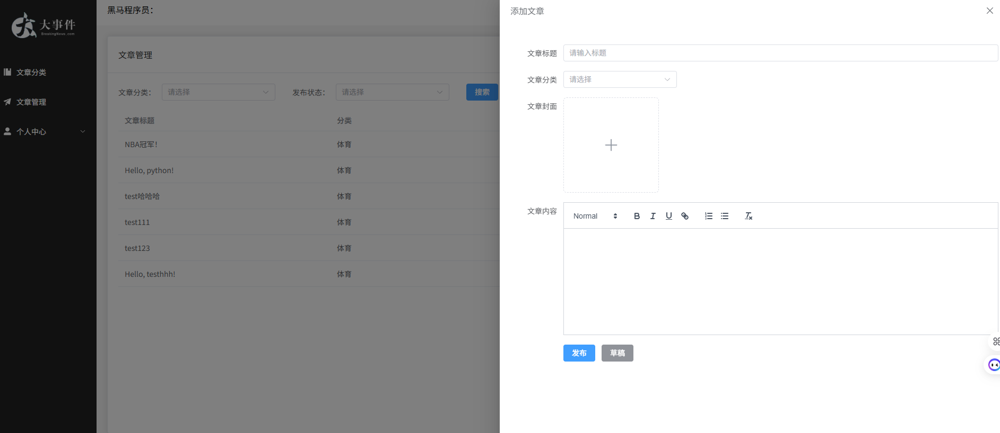 大事件
BreakingNews.com
文章分类
文章管理
个人中心
黑马程序员：
文章管理
文章分类： 请选择 发布状态： 请选择 搜索
文章标题 分类
NBA冠军！ 体育
Hello, python! 体育
test哈哈哈 体育
test111 体育
test123 体育
Hello, testhhh! 体育
添加文章
文章标题 请输入标题
文章分类 请选择
文章封面
文章内容 Normal
发布 草稿